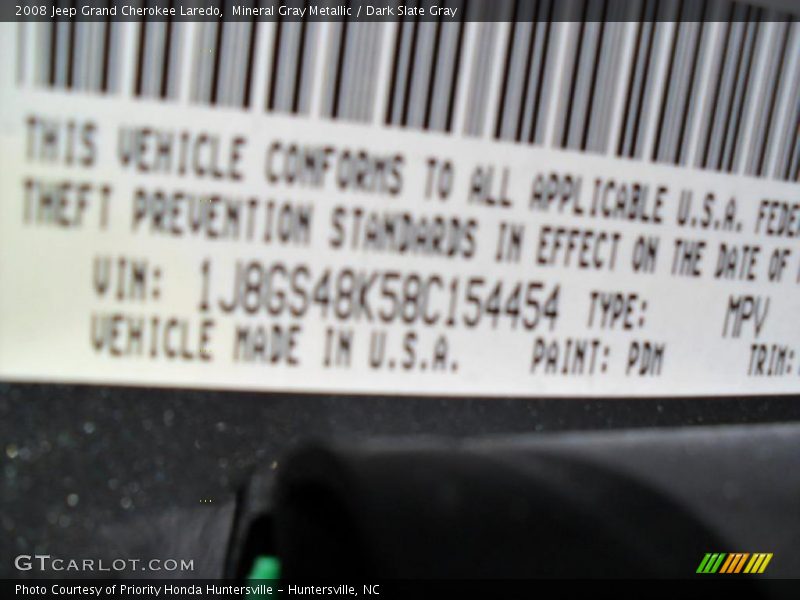 2008 Jeep Grand Cherokee Laredo,  Mineral Gray Metallic / Dark Slate Gray
THIS VEHICLE CONFORMS TO ALL APPLICABLE U.S.A. FEDER
THEFT PREVENTION STANDARDS IN EFFECT ON THE DATE OF
VIN: 1J8GS48K58C154454 TYPE: MPV
VEHICLE MADE IN U.S.A. PAINT: PDM TRIM:
GTCARLOT.COM
Photo Courtesy of Priority Honda Huntersville - Huntersville, NC